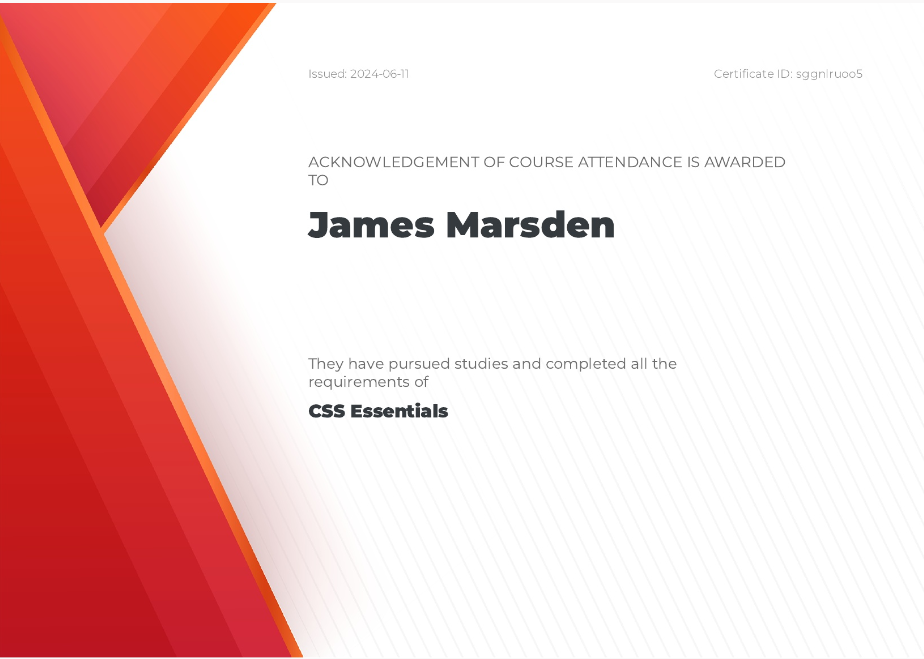 Issued: 2024-06-11
Certificate ID: sggnlruoo5
ACKNOWLEDGEMENT OF COURSE ATTENDANCE IS AWARDED
TO
James Marsden
They have pursued studies and completed all the
requirements of
CSS Essentials